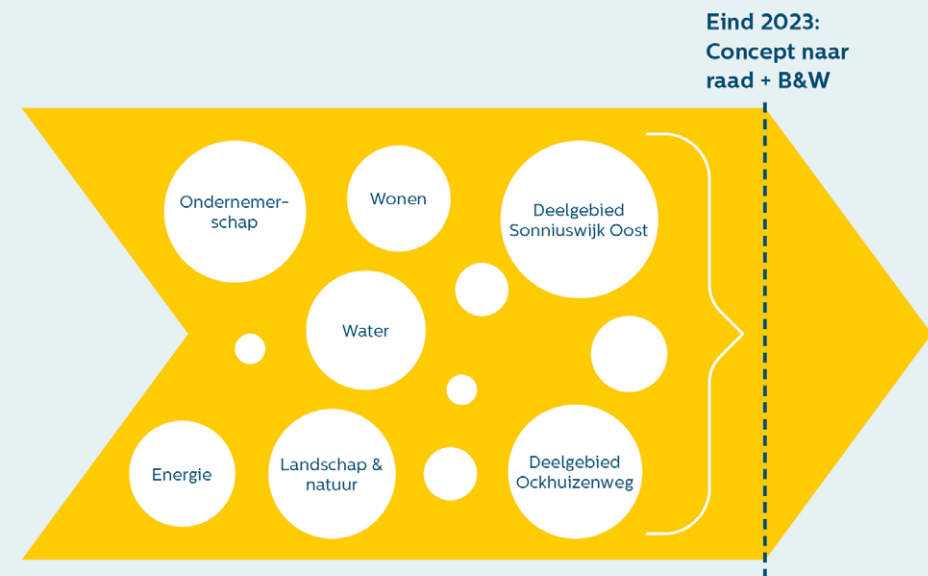 Eind 2023:
Concept naar
raad + B&W
Ondernemer-
schap
Wonen
Deelgebied
Sonniuswijk Oost
Water
Energie
Landschap &
natuur
Deelgebied
Ockhuizenweg